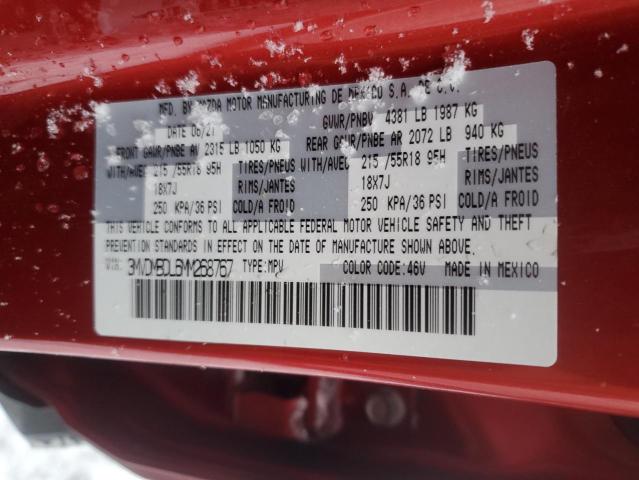 MFD. BY MAZDA MOTOR MANUFACTURING DE MEXICO S.A. DE C.V.
DATE 06/21 GVWR/PNBV 4381 LB 1987 KG
FRONT GAWR/PNBE AV 2315 LB 1050 KG REAR GAWR/PNBE AR 2072 LB 940 KG
WITH/AVEC 215 /55R18 95H TIRES/PNEUS WITH/AVEC 215 /55R18 95H TIRES/PNEUS
18X7J RIMS/JANTES 18X7J RIMS/JANTES
250 KPA/36 PSI COLD/A FROID 250 KPA/36 PSI COLD/A FROID
THIS VEHICLE CONFORMS TO ALL APPLICABLE FEDERAL MOTOR VEHICLE SAFETY AND THEFT
PREVENTION STANDARDS IN EFFECT ON THE DATE OF MANUFACTURE SHOWN ABOVE.
3MVDMBDL6MM268767 TYPE: MPV COLOR CODE: 46V MADE IN MEXICO